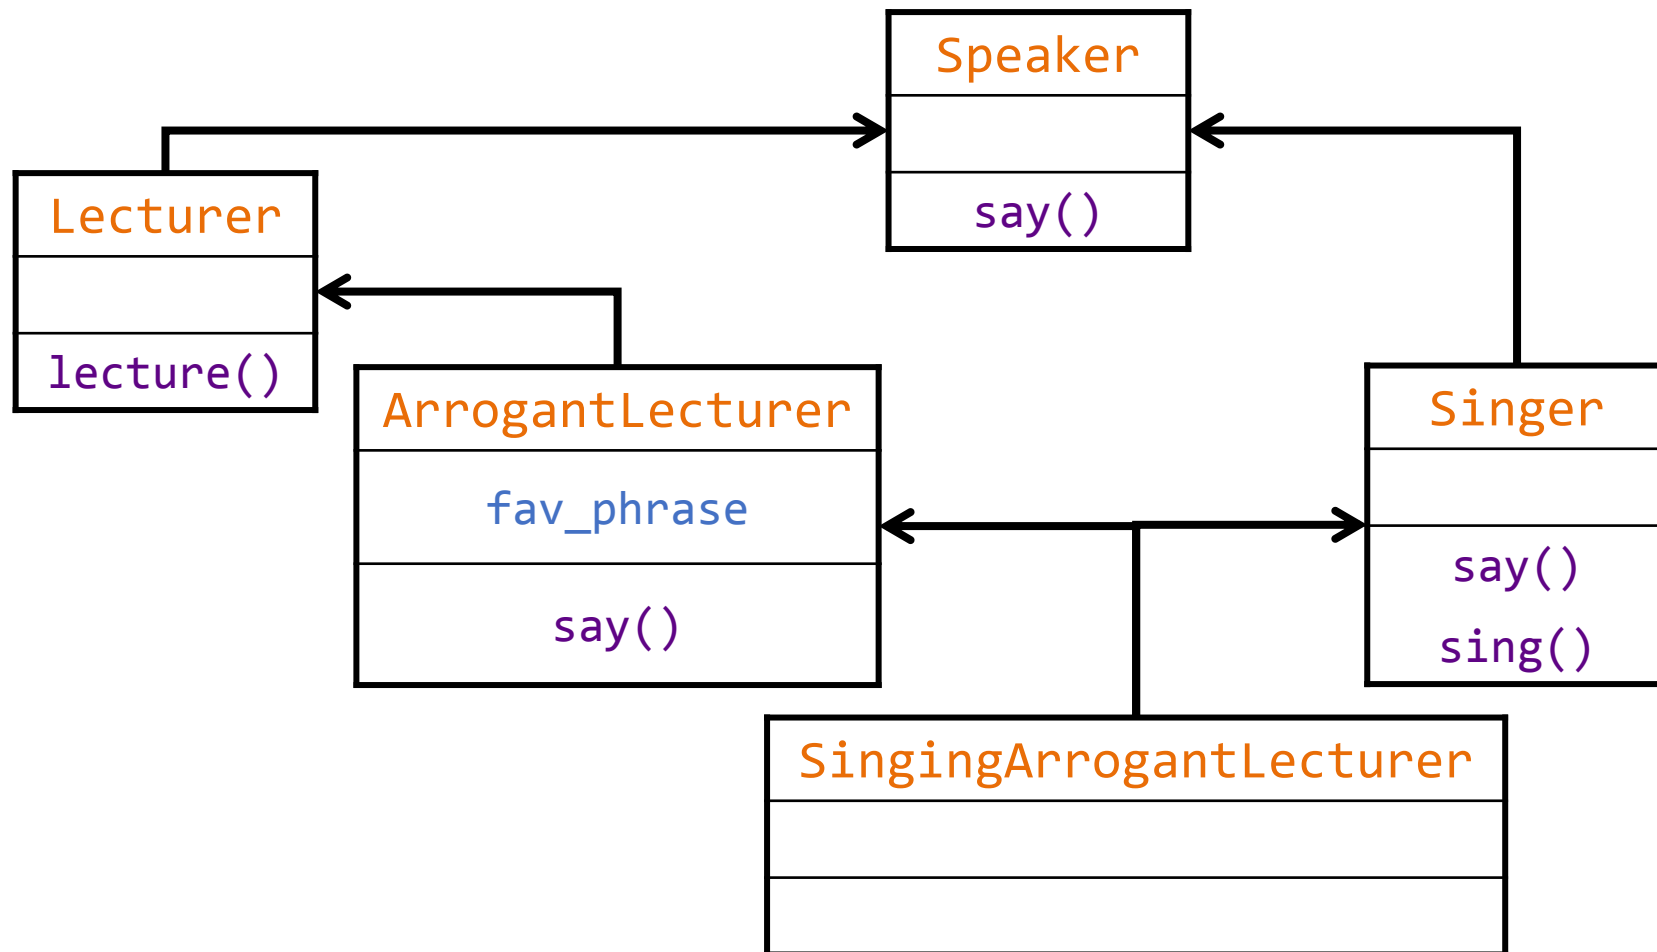 Speaker
say()
Lecturer
lecture()
ArrogantLecturer
fav_phrase
say()
Singer
say()
sing()
SingingArrogantLecturer